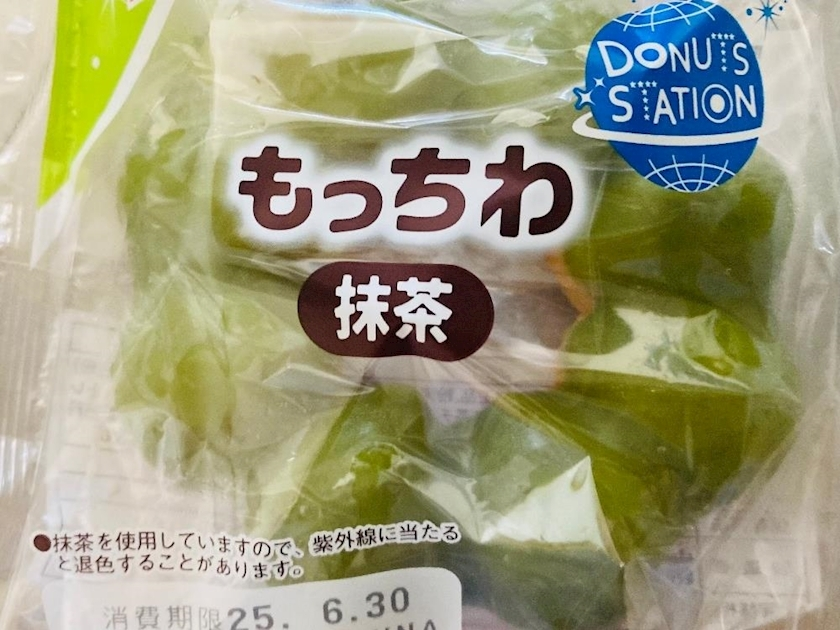 DONUTS
STATION
もっちわ
抹茶
●抹茶を使用していますので、紫外線に当たる
と退色することがあります。
消費期限25. 6.30